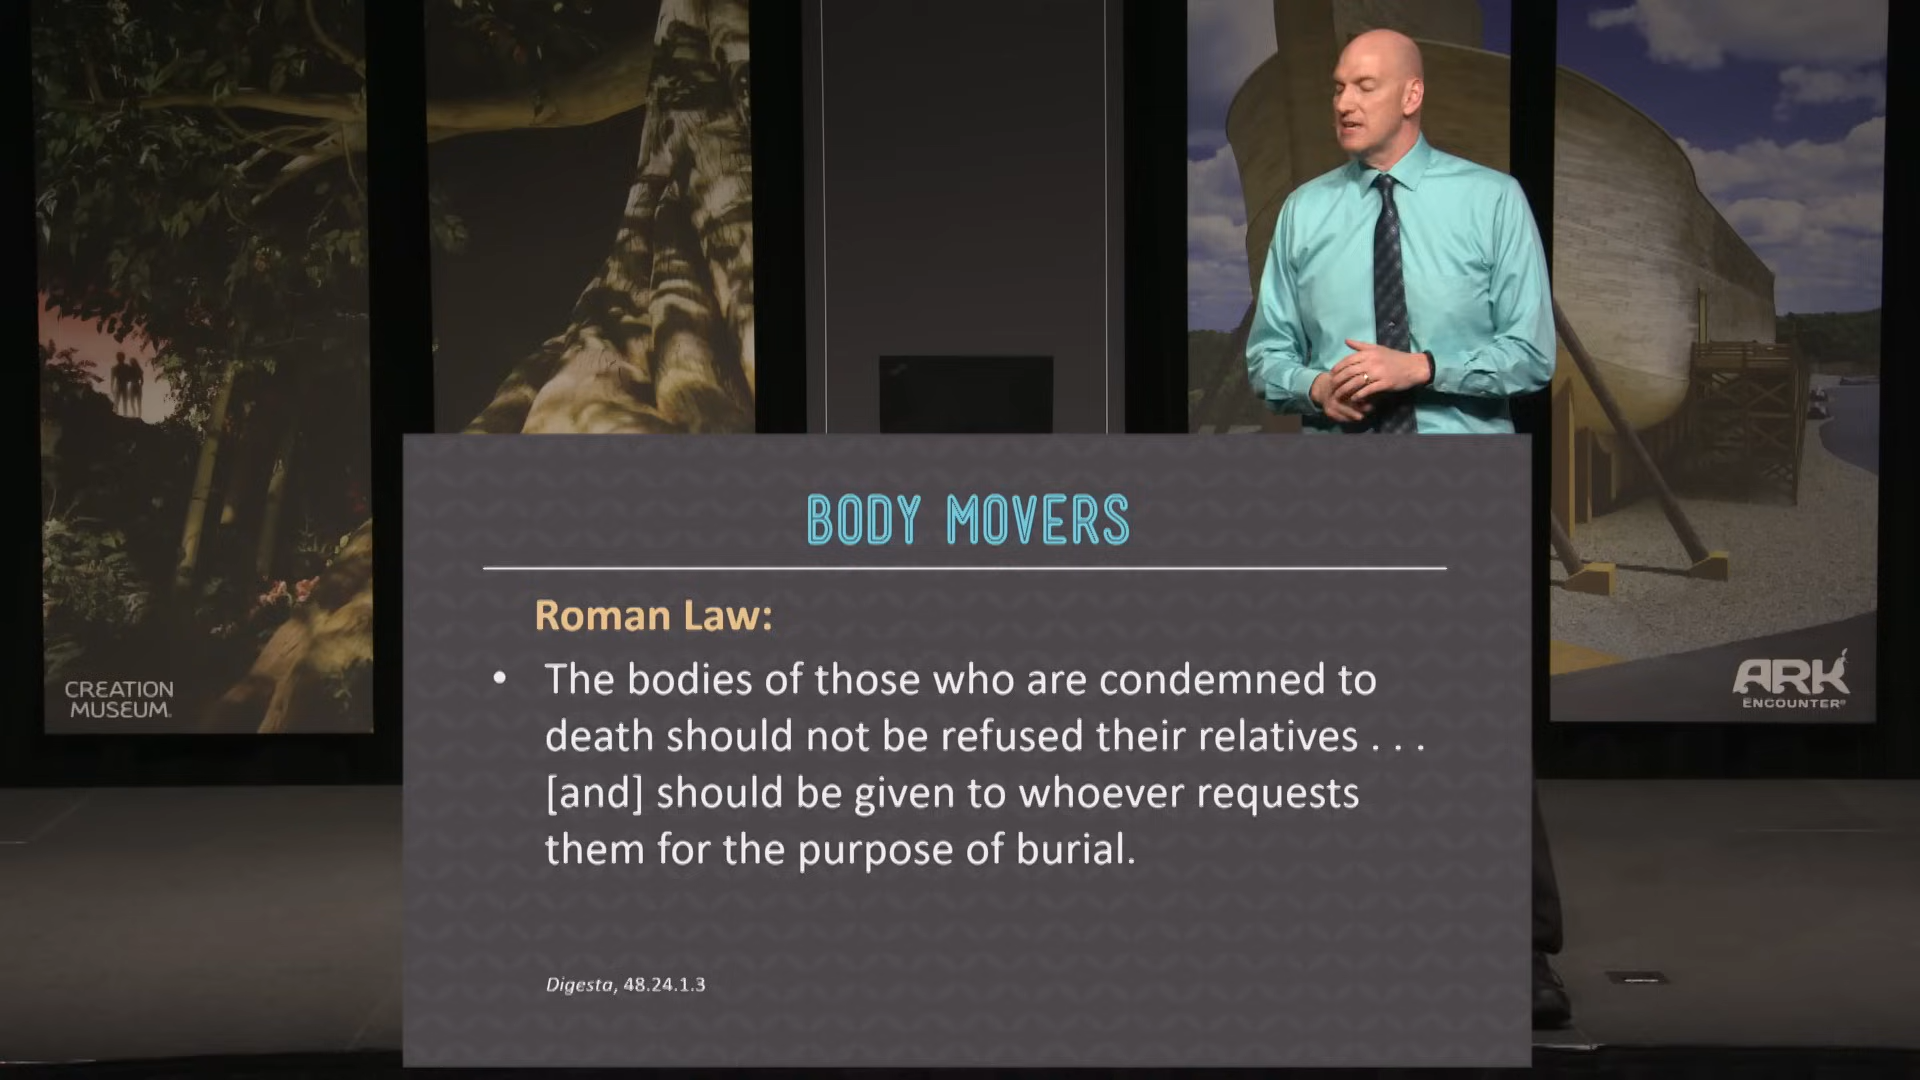 BODY MOVERS
Roman Law:
• The bodies of those who are condemned to
death should not be refused their relatives . . .
[and] should be given to whoever requests
them for the purpose of burial.
Digesta, 48.24.1.3
CREATION
MUSEUM.
ARK
ENCOUNTER®